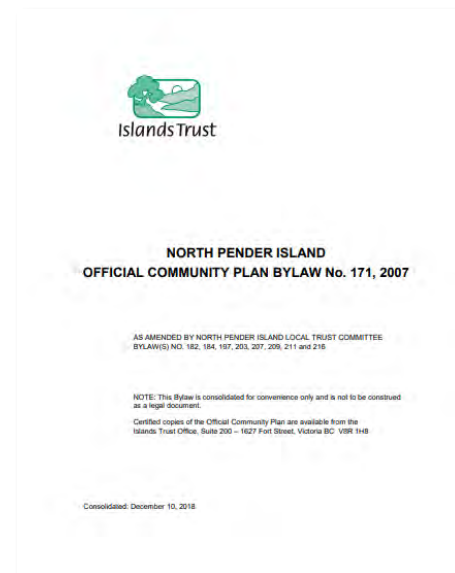 Islands Trust
NORTH PENDER ISLAND
OFFICIAL COMMUNITY PLAN BYLAW No. 171, 2007
AS AMENDED BY NORTH PENDER ISLAND LOCAL TRUST COMMITTEE
BYLAW(S) NO. 182, 184, 197, 203, 207, 209, 211 and 216
NOTE: This Bylaw is consolidated for convenience only and is not to be construed
as a legal document.
Certified copies of the Official Community Plan are available from the
Islands Trust Office, Suite 200 – 1627 Fort Street, Victoria BC V8R 1H8
Consolidated: December 10, 2018